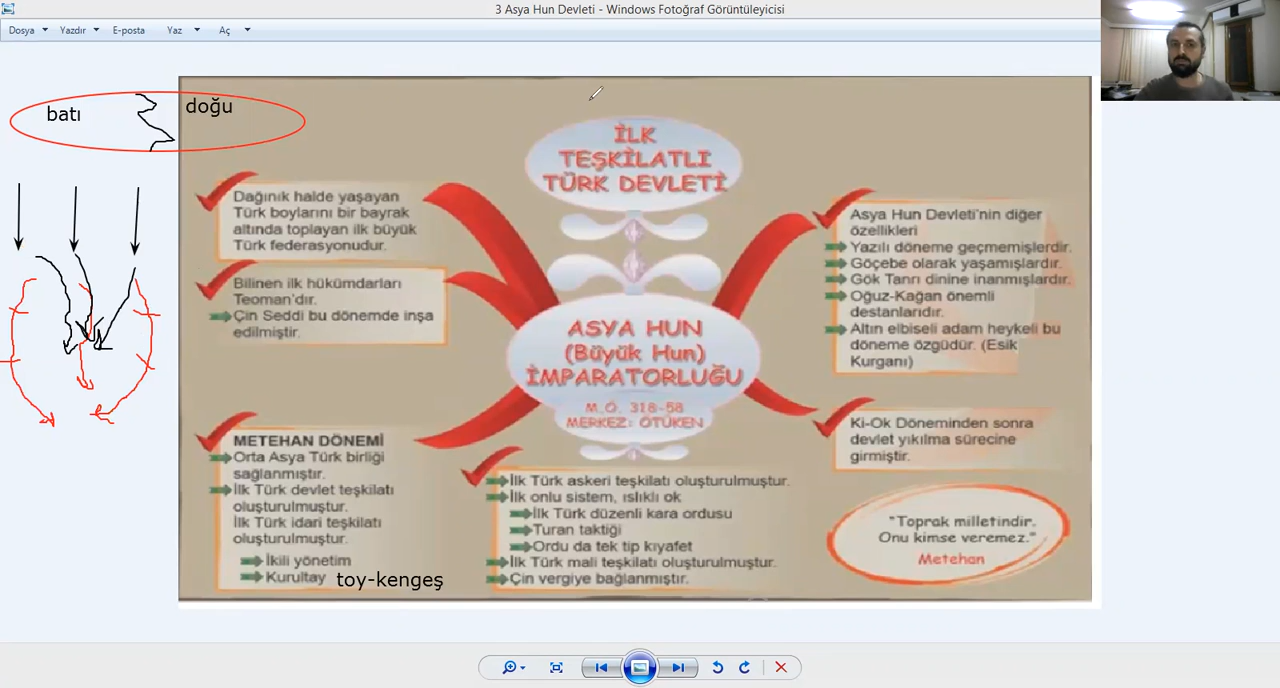 3 Asya Hun Devleti - Windows Fotoğraf Görüntüleyicisi
Dosya
Yazdır
E-posta
Yaz
Aç
batı
doğu
İLK
TEŞKİLATLI
TÜRK DEVLETİ
Dağınık halde yaşayan
Türk boylarını bir bayrak
altında toplayan ilk büyük
Türk federasyonudur.
Bilinen ilk hükümdarları
Teoman'dır.
Çin Seddi bu dönemde inşa
edilmiştir.
ASYA HUN
(Büyük Hun)
İMPARATORLUĞU
M.Ö. 318-58
MERKEZ: ÖTÜKEN
Asya Hun Devleti'nin diğer
özellikleri
Yazılı döneme geçmemişlerdir.
Göçebe olarak yaşamışlardır.
Gök Tanrı dinine inanmışlardır.
Oğuz-Kağan önemli
destanlarıdır.
Altın elbiseli adam heykeli bu
döneme özgüdür. (Esik
Kurganı)
METEHAN DÖNEMİ
Orta Asya Türk birliği
sağlanmıştır.
İlk Türk devlet teşkilatı
oluşturulmuştur.
İlk Türk idari teşkilatı
oluşturulmuştur.
İkili yönetim
Kurultay toy-kengeş
İlk Türk askeri teşkilatı oluşturulmuştur.
İlk onlu sistem, ıslıklı ok
İlk Türk düzenli kara ordusu
Turan taktiği
Ordu da tek tip kıyafet
İlk Türk mali teşkilatı oluşturulmuştur.
Çin vergiye bağlanmıştır.
Ki-Ok Döneminden sonra
devlet yıkılma sürecine
girmiştir.
"Toprak milletindir.
Onu kimse veremez."
Metehan